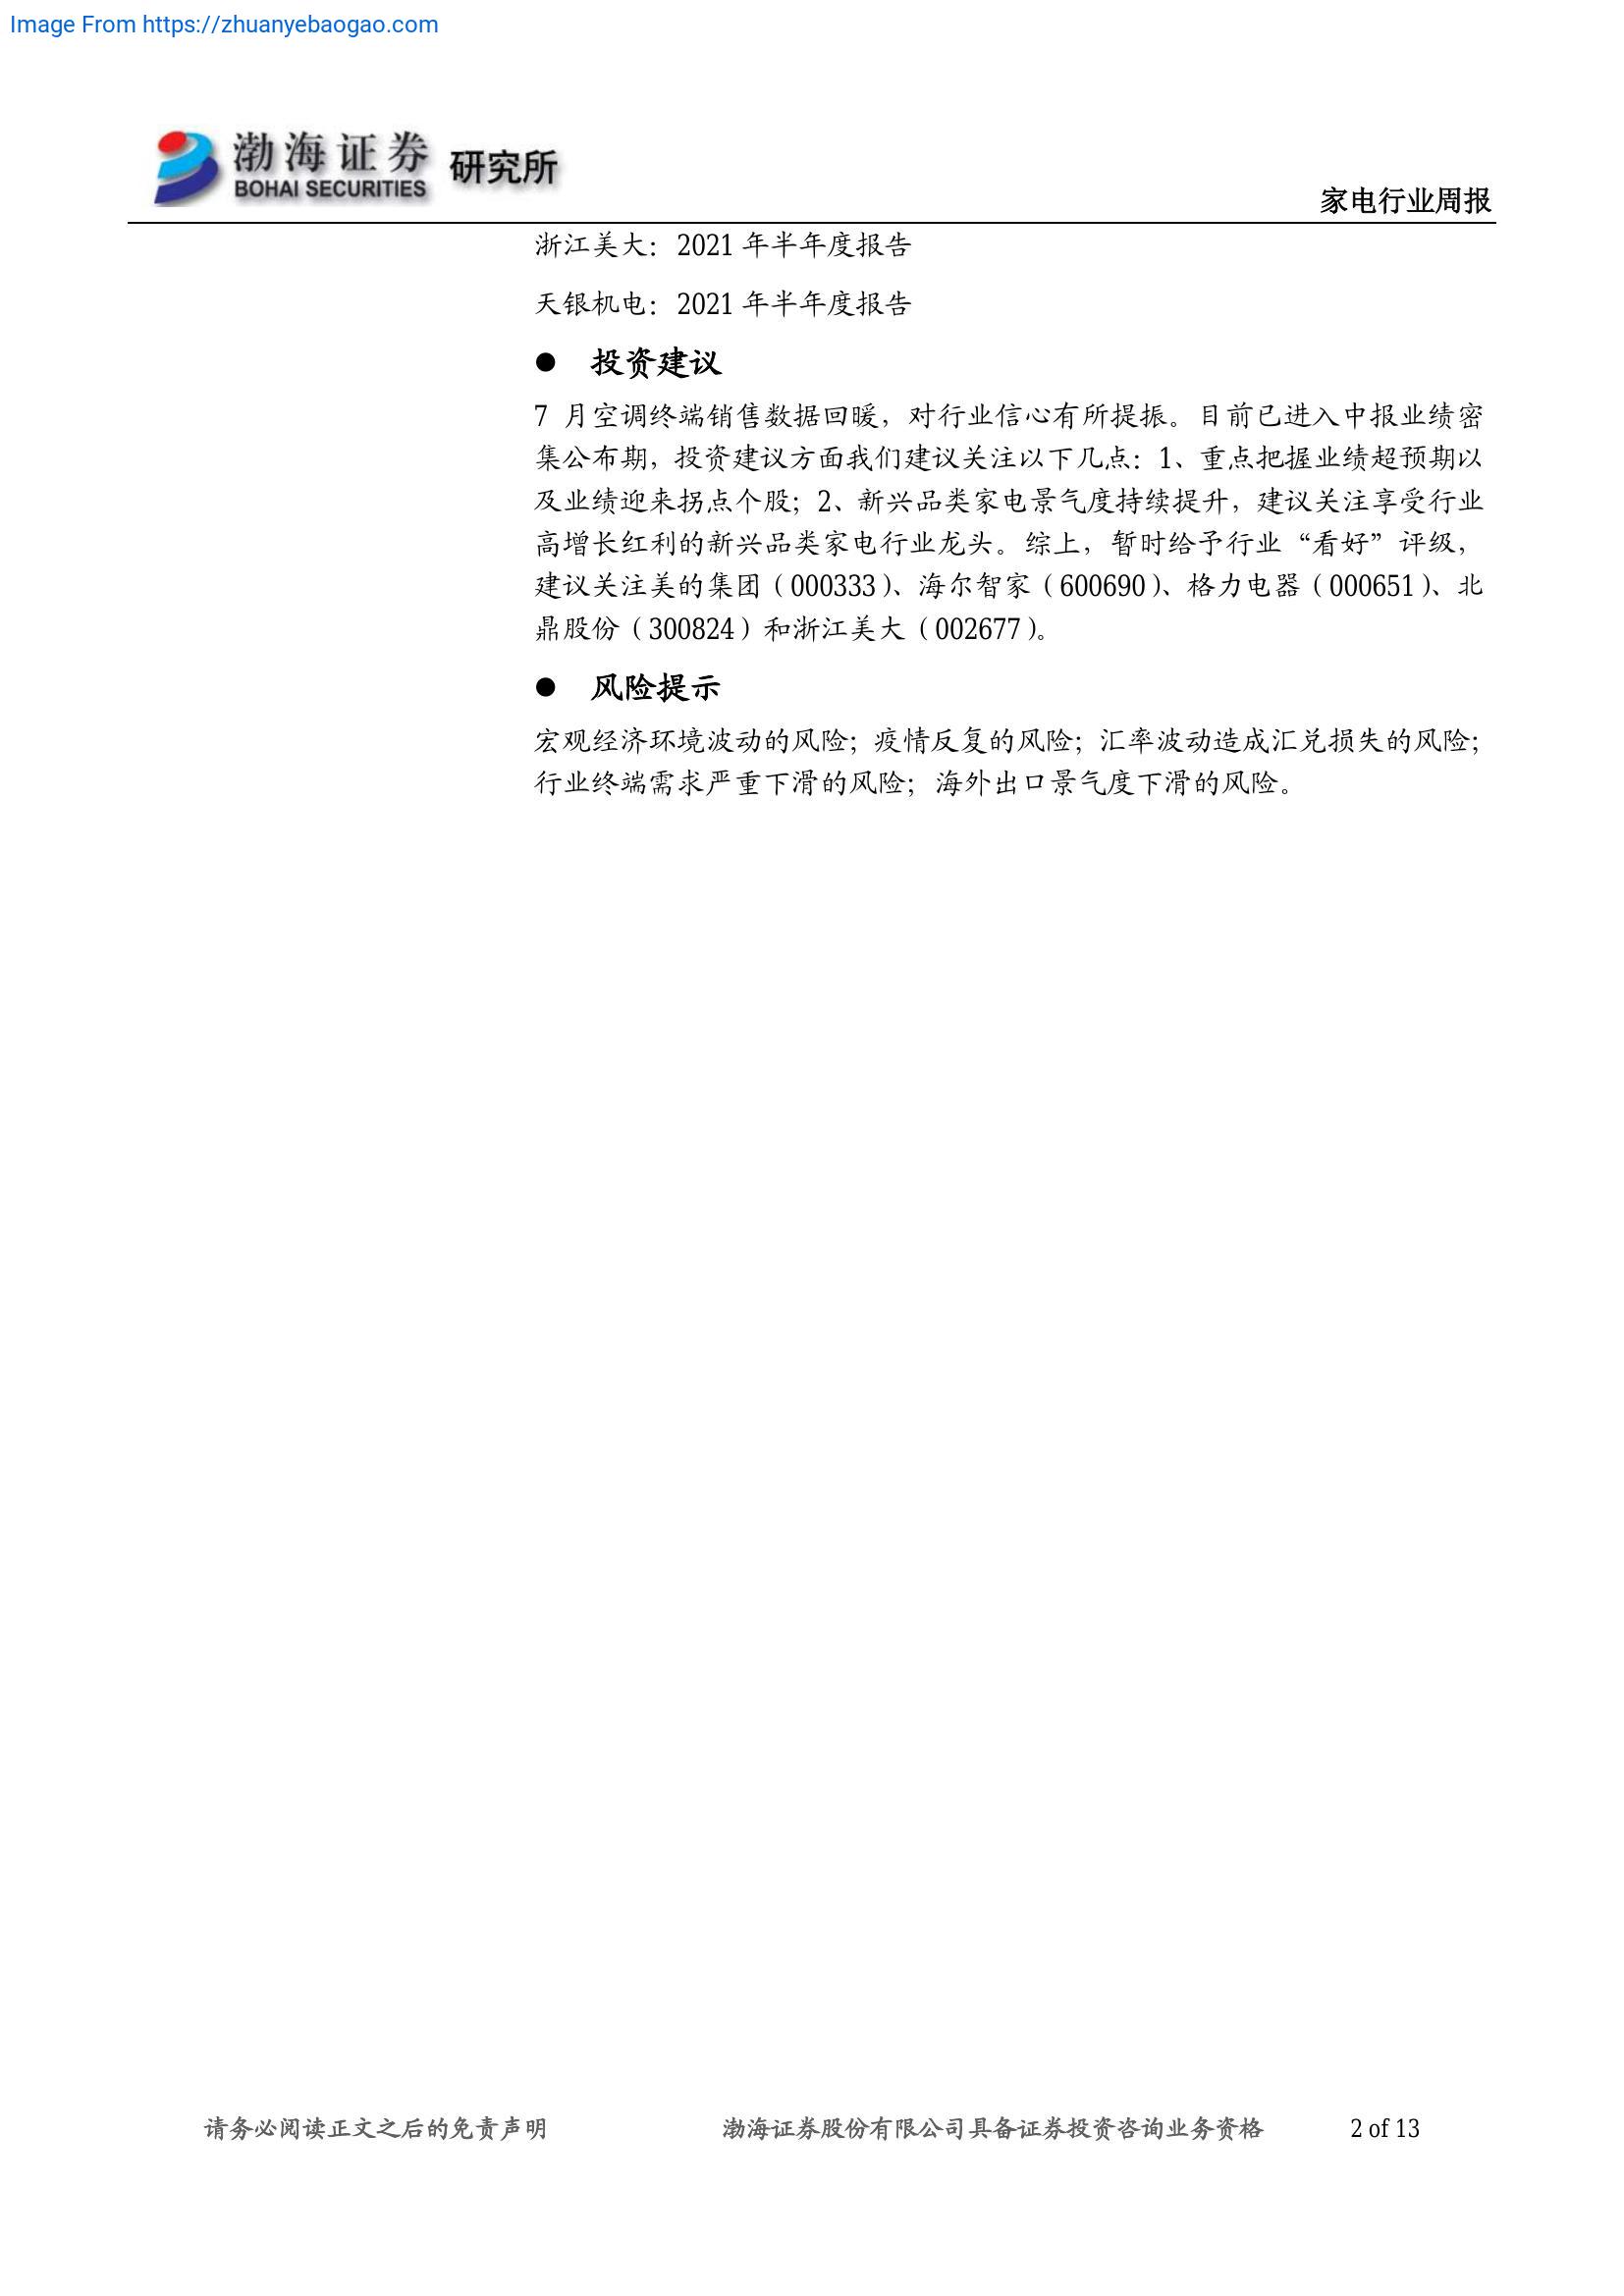 Image From https://zhuanyebaogao.com
渤海证券 研究所
BOHAI SECURITIES
家电行业周报
浙江美大：2021 年半年度报告
天银机电：2021 年半年度报告
● 投资建议
7 月空调终端销售数据回暖，对行业信心有所提振。目前已进入中报业绩密
集公布期，投资建议方面我们建议关注以下几点：1、重点把握业绩超预期以
及业绩迎来拐点个股；2、新兴品类家电景气度持续提升，建议关注享受行业
高增长红利的新兴品类家电行业龙头。综上，暂时给予行业“看好”评级，
建议关注美的集团（000333）、海尔智家（600690）、格力电器（000651）、北
鼎股份（300824）和浙江美大（002677）。
● 风险提示
宏观经济环境波动的风险；疫情反复的风险；汇率波动造成汇兑损失的风险；
行业终端需求严重下滑的风险；海外出口景气度下滑的风险。
请务必阅读正文之后的免责声明 渤海证券股份有限公司具备证券投资咨询业务资格 2 of 13